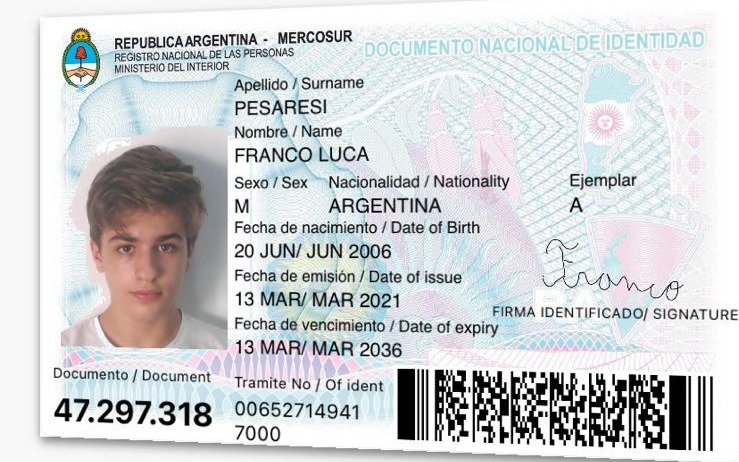 REPUBLICA ARGENTINA - MERCOSUR
REGISTRO NACIONAL DE LAS PERSONAS
MINISTERIO DEL INTERIOR
DOCUMENTO NACIONAL DE IDENTIDAD
Apellido / Surname
PESARESI
Nombre / Name
FRANCO LUCA
Sexo / Sex Nacionalidad / Nationality Ejemplar
M ARGENTINA A
Fecha de nacimiento / Date of Birth
20 JUN/ JUN 2006
Fecha de emisión / Date of issue
13 MAR/ MAR 2021
Franco
FIRMA IDENTIFICADO/ SIGNATURE
Fecha de vencimiento / Date of expiry
13 MAR/ MAR 2036
Documento / Document
47.297.318
Tramite No / Of ident
00652714941
7000